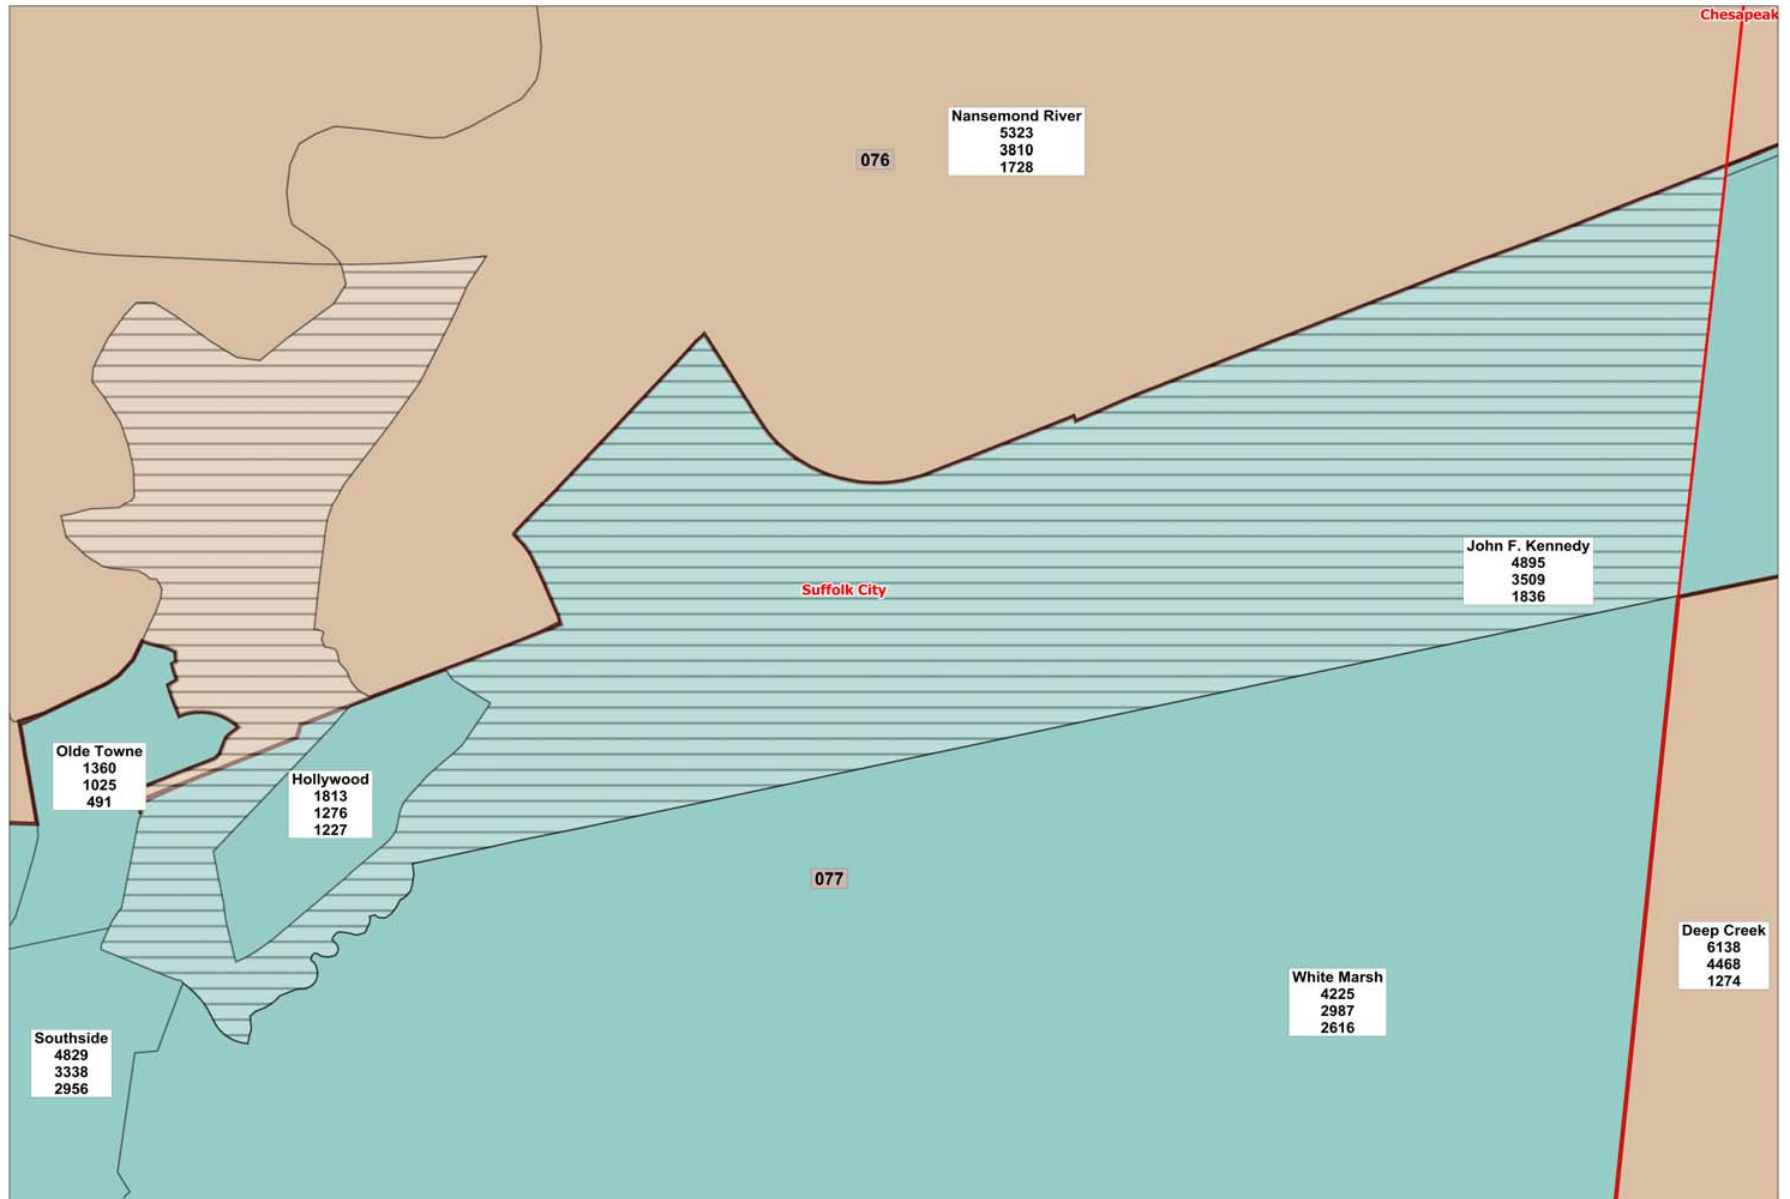 Chesapeak
Nansemond River
5323
3810
1728
076
John F. Kennedy
4895
3509
1836
Suffolk City
Olde Towne
1360
1025
491
Hollywood
1813
1276
1227
077
Deep Creek
6138
4468
1274
White Marsh
4225
2987
2616
Southside
4829
3338
2956